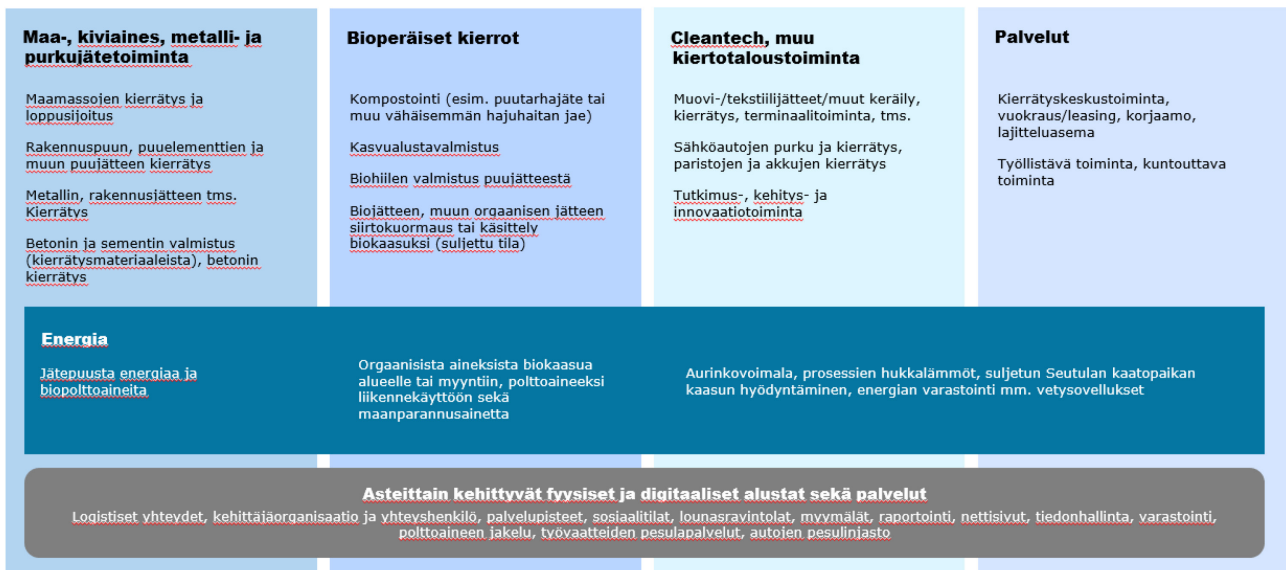 Maa-, kiviaines, metalli- ja
purkujätetoiminta
Maamassojen kierrätys ja
loppusijoitus
Rakennuspuun, puuelementtien ja
muun puujätteen kierrätys
Metallin, rakennusjätteen tms.
Kierrätys
Betonin ja sementin valmistus
(kierrätysmateriaaleista), betonin
kierrätys
Bioperäiset kierrot
Kompostointi (esim. puutarhajäte tai
muu vähäisemmän hajuhaitan jae)
Kasvualustavalmistus
Biohiilen valmistus puujätteestä
Biojätteen, muun orgaanisen jätteen
siirtokuormaus tai käsittely
biokaasuksi (suljettu tila)
Cleantech, muu
kiertotaloustoiminta
Muovi-/tekstiilijätteet/muut keräily,
kierrätys, terminaalitoiminta, tms.
Sähköautojen purku ja kierrätys,
paristojen ja akkujen kierrätys
Tutkimus-, kehitys- ja
innovaatiotoiminta
Palvelut
Kierrätyskeskustoiminta,
vuokraus/leasing, korjaamo,
lajitteluasema
Työllistävä toiminta, kuntouttava
toiminta
Energia
Jätepuusta energiaa ja
biopolttoaineita
Orgaanisista aineksista biokaasua
alueelle tai myyntiin, polttoaineeksi
liikennekäyttöön sekä
maanparannusainetta
Aurinkovoimala, prosessien hukkalämmöt, suljetun Seutulan kaatopaikan
kaasun hyödyntäminen, energian varastointi mm. vetysovellukset
Asteittain kehittyvät fyysiset ja digitaaliset alustat sekä palvelut
Logistiset yhteydet, kehittäjäorganisaatio ja yhteyshenkilö, palvelupisteet, sosiaalitilat, lounasravintolat, myymälät, raportointi, nettisivut, tiedonhallinta, varastointi,
polttoaineen jakelu, työvaatteiden pesulapalvelut, autojen pesulinjasto